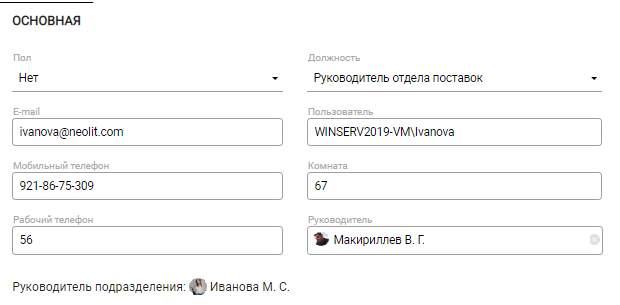 ОСНОВНАЯ
Пол
Должность
Нет
Руководитель отдела поставок
E-mail
Пользователь
ivanova@neolit.com
WINSERV2019-VM\Ivanova
Мобильный телефон
Комната
921-86-75-309
67
Рабочий телефон
Руководитель
56
Макириллев В. Г.
Руководитель подразделения: Иванова М. С.